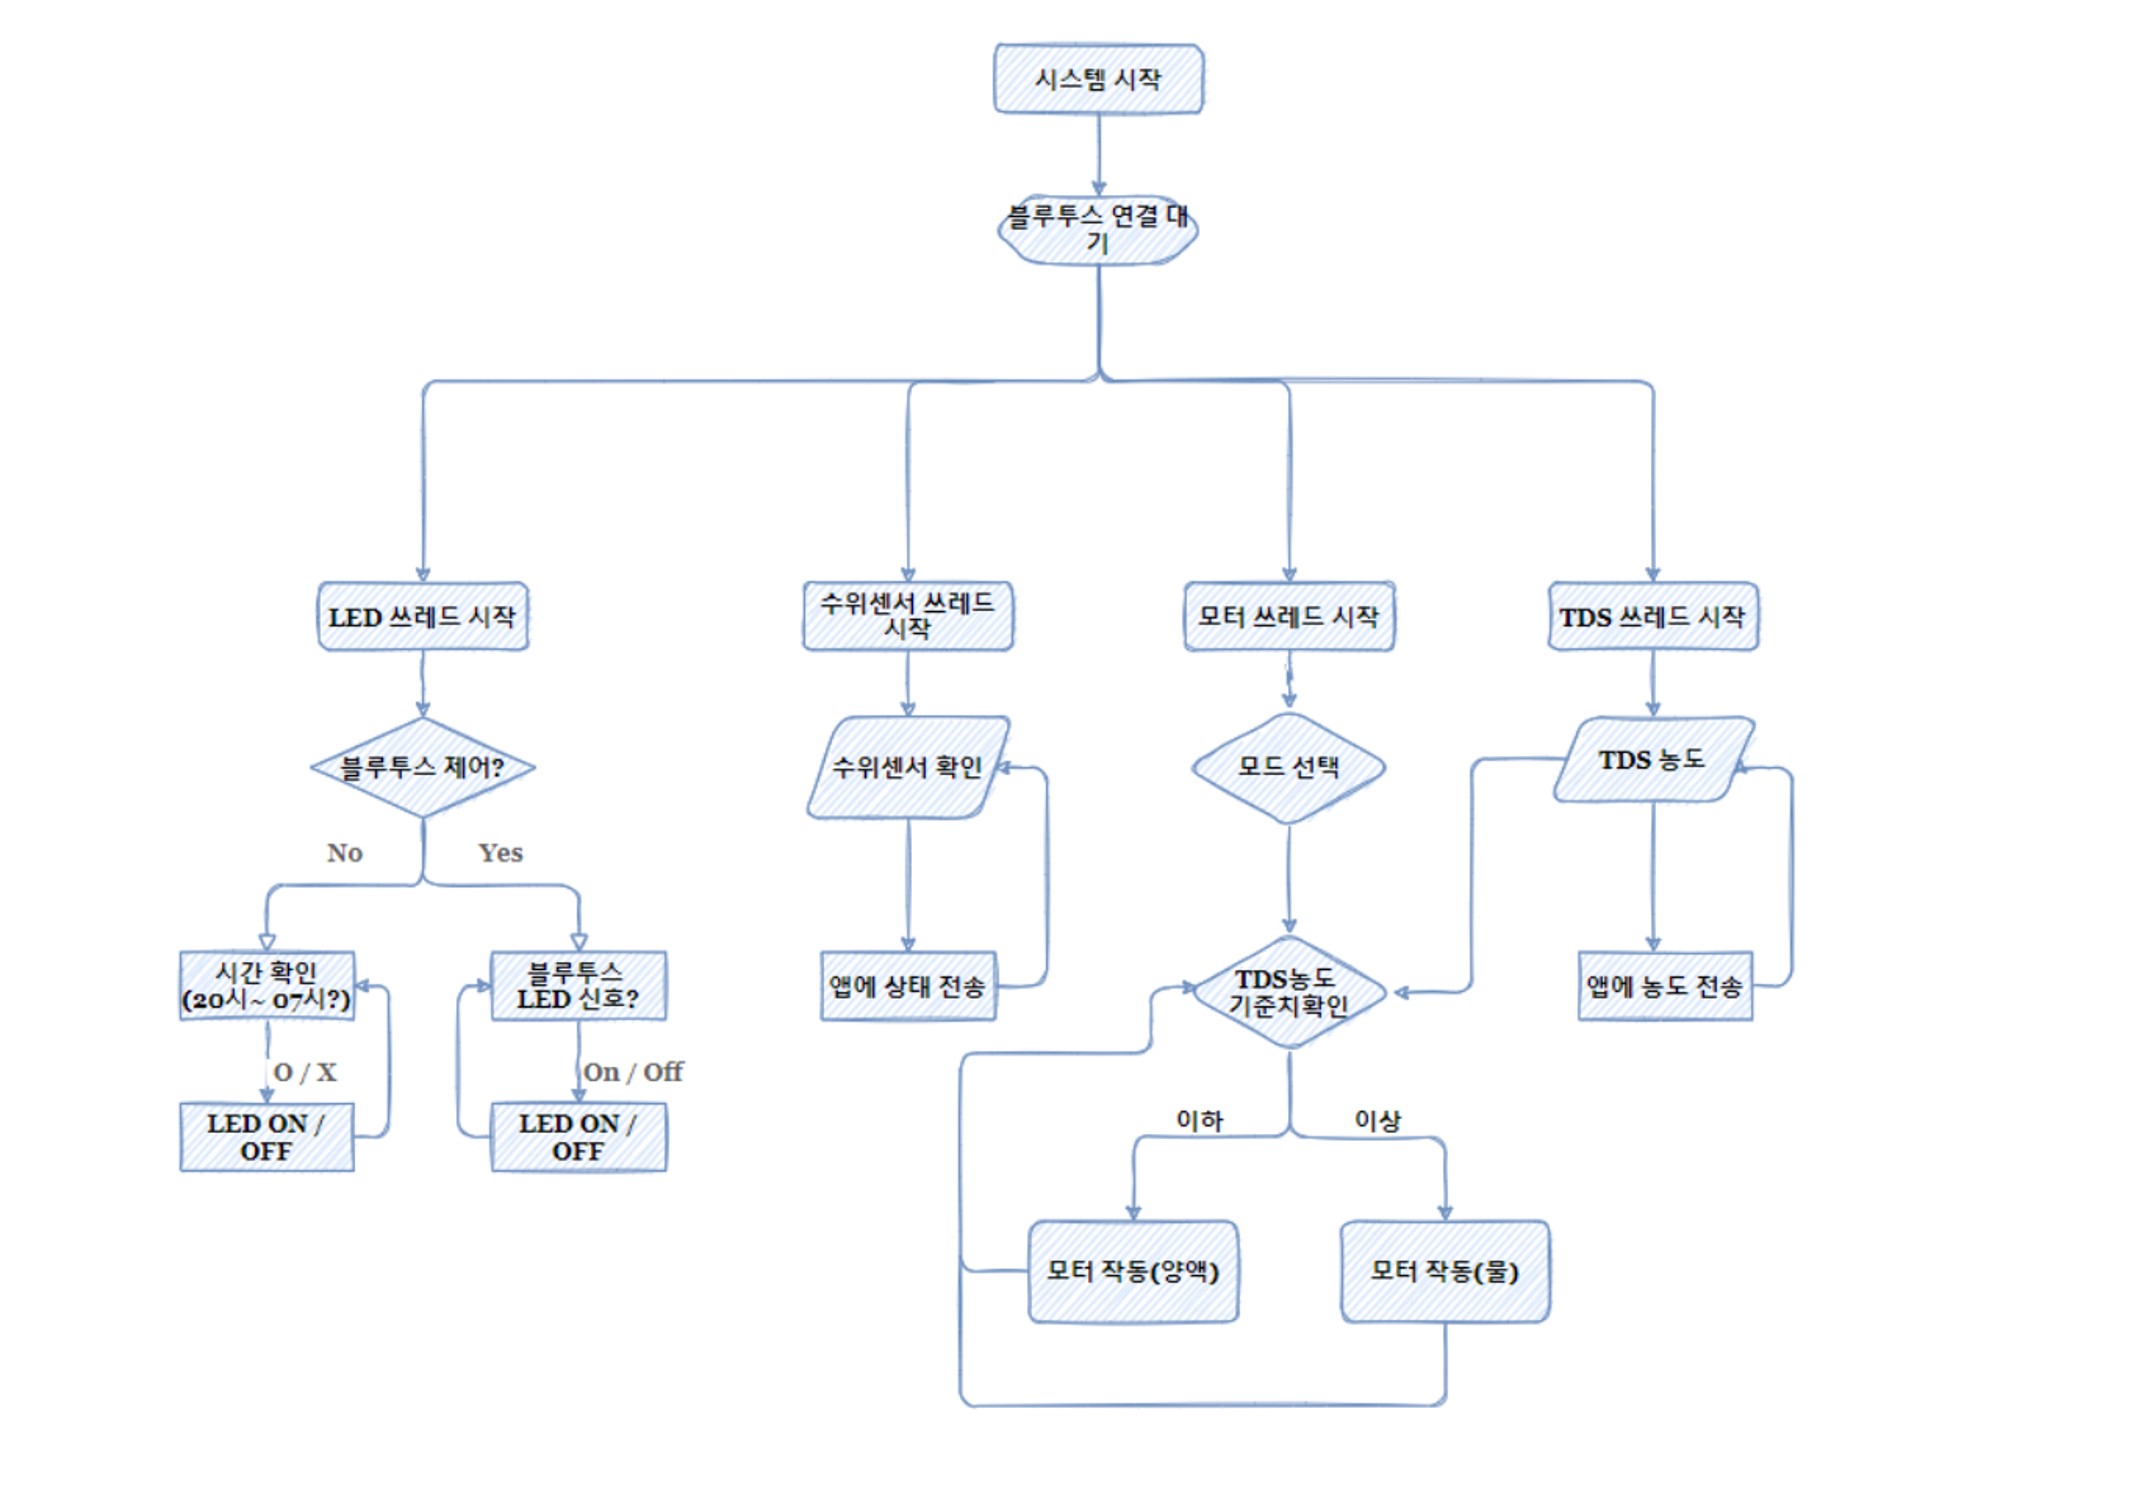 시스템 시작
블루투스 연결 대
기
LED 쓰레드 시작
수위센서 쓰레드
시작
모터 쓰레드 시작
TDS 쓰레드 시작
블루투스 제어?
수위센서 확인
모드 선택
TDS 농도
No
Yes
시간 확인
(20시~ 07시?)
블루투스
LED 신호?
앱에 상태 전송
TDS농도
기준치확인
앱에 농도 전송
O / X
On / Off
LED ON /
OFF
LED ON /
OFF
이하
이상
모터 작동(양액)
모터 작동(물)